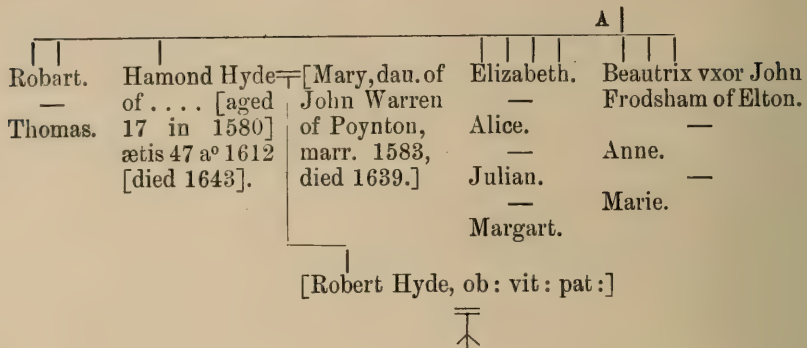 A
Robart.
—
Thomas.
Hamond Hyde
of . . . . [aged
17 in 1580]
ætis 47 aº 1612
[died 1643].
[Mary, dau. of
John Warren
of Poynton,
marr. 1583,
died 1639.]
Elizabeth.
—
Alice.
—
Julian.
—
Margart.
Beautrix vxor John
Frodsham of Elton.
—
Anne.
—
Marie.
[Robert Hyde, ob: vit: pat:]